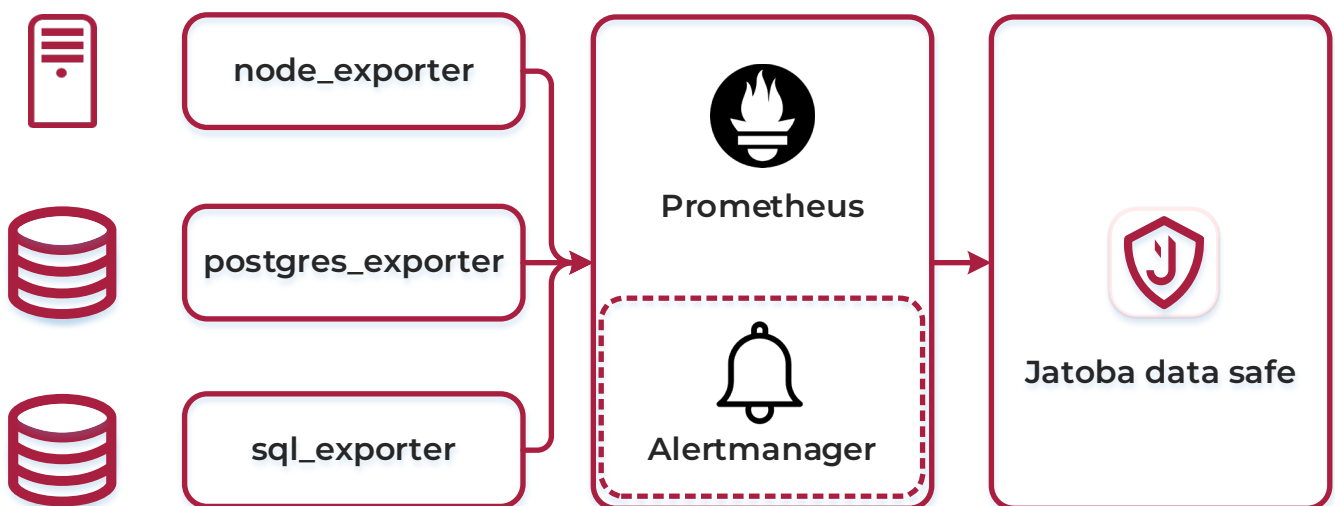 node_exporter
postgres_exporter
sql_exporter
Prometheus
Alertmanager
Jatoba data safe